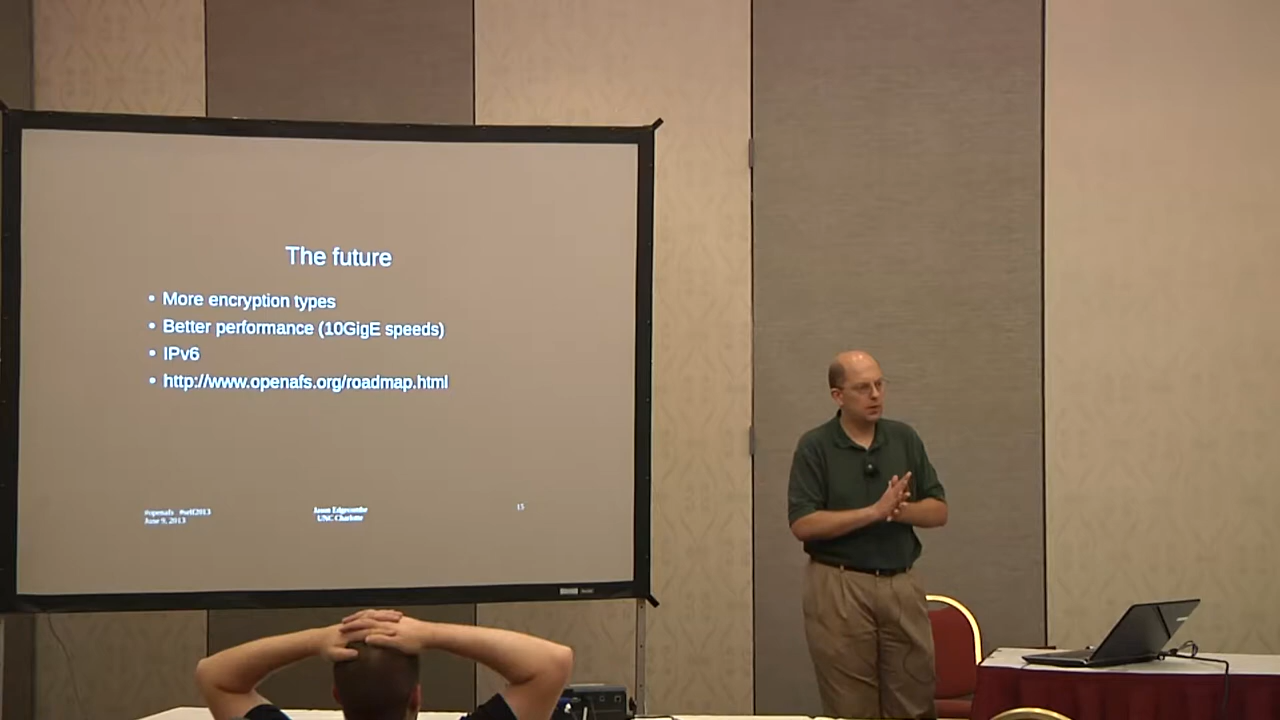 The future
• More encryption types
• Better performance (10GigE speeds)
• IPv6
• http://www.openafs.org/roadmap.html
#openafs #self2013
June 9, 2013
Jason Edgecombe
UNC Charlotte
15